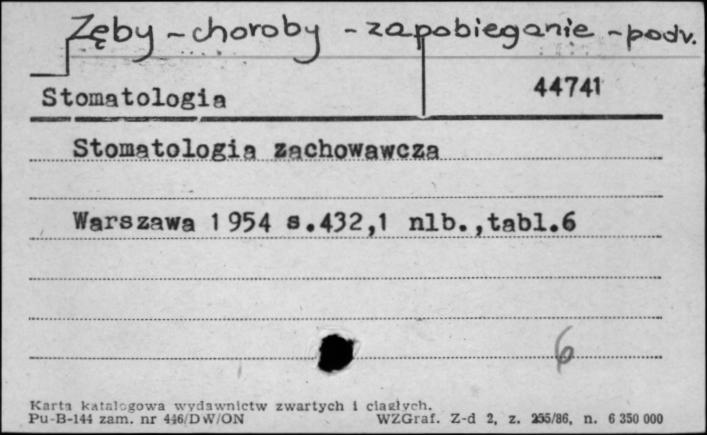 Zęby - choroby - zapobieganie - podr.
Stomatologia 44741
Stomatologia zachowawcza
Warszawa 1954 s.432,1 nlb.,tabl.6
6
Karta katalogowa wydawnictw zwartych i ciągłych.
Pu-B-144 zam. nr 446/DW/ON WZGraf. Z-d 2, z. 255/86, n. 6 350 000